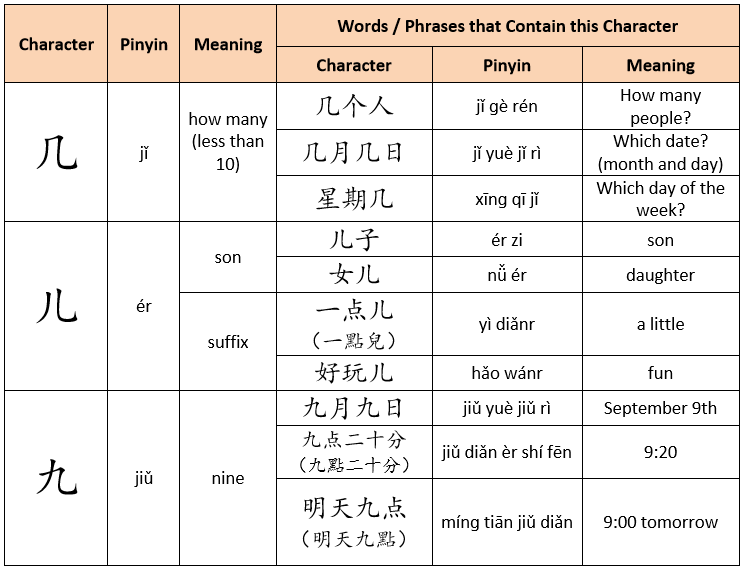 Character
Pinyin
Meaning
Words / Phrases that Contain this Character
Character
Pinyin
Meaning
几
jǐ
how many
(less than
10)
几个人
jǐ gè rén
How many
people?
几月几日
jǐ yuè jǐ rì
Which date?
(month and day)
星期几
xīng qī jǐ
Which day of the
week?
儿
ér
son
儿子
ér zi
son
女儿
nǚ ér
daughter
suffix
一点儿
（一點兒）
yì diǎnr
a little
好玩儿
hǎo wánr
fun
九
jiǔ
nine
九月九日
jiǔ yuè jiǔ rì
September 9th
九点二十分
（九點二十分）
jiǔ diǎn èr shí fēn
9:20
明天九点
（明天九點）
míng tiān jiǔ diǎn
9:00 tomorrow